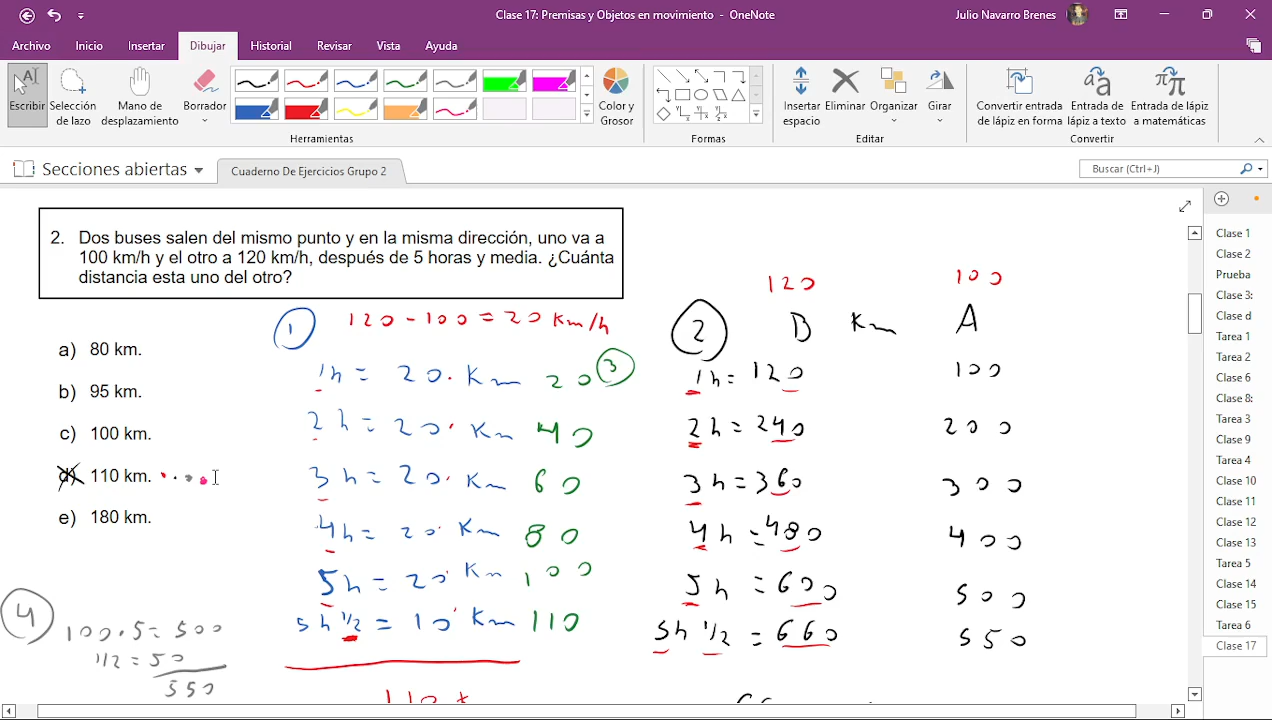 Clase 17: Premisas y Objetos en movimiento - OneNote
Julio Navarro Brenes
Archivo Inicio Insertar Dibujar Historial Revisar Vista Ayuda
Escribir
Selección de lazo
Mano de desplazamiento
Borrador
Color y Grosor
Insertar espacio
Eliminar
Organizar
Girar
Convertir entrada de lápiz en forma
Entrada de lápiz a texto
Entrada de lápiz a matemáticas
Herramientas
Formas
Editar
Convertir
Secciones abiertas
Cuaderno De Ejercicios Grupo 2
Buscar (Ctrl+J)
2. Dos buses salen del mismo punto y en la misma dirección, uno va a
100 km/h y el otro a 120 km/h, después de 5 horas y media. ¿Cuánta
distancia esta uno del otro?
a) 80 km.
b) 95 km.
c) 100 km.
d) 110 km.
e) 180 km.
1
120 - 100 = 20 Km/h
3
1h = 20 Km 20
2h = 20 Km 40
3h = 20 Km 60
4h = 20 Km 80
5h = 20 Km 100
5h 1/2 = 10 Km 110
2
120 100
B Km A
1h = 120 100
2h = 240 200
3h = 360 300
4h = 480 400
5h = 600 500
5h 1/2 = 660 550
4
100 . 5 = 500
1/2 = 50
550
Clase 1
Clase 2
Prueba
Clase 3:
Clase d
Tarea 1
Tarea 2
Clase 6
Clase 8:
Tarea 3
Clase 9
Tarea 4
Clase 10
Clase 11
Clase 12
Clase 13
Tarea 5
Clase 14
Clase 15
Tarea 6
Clase 17